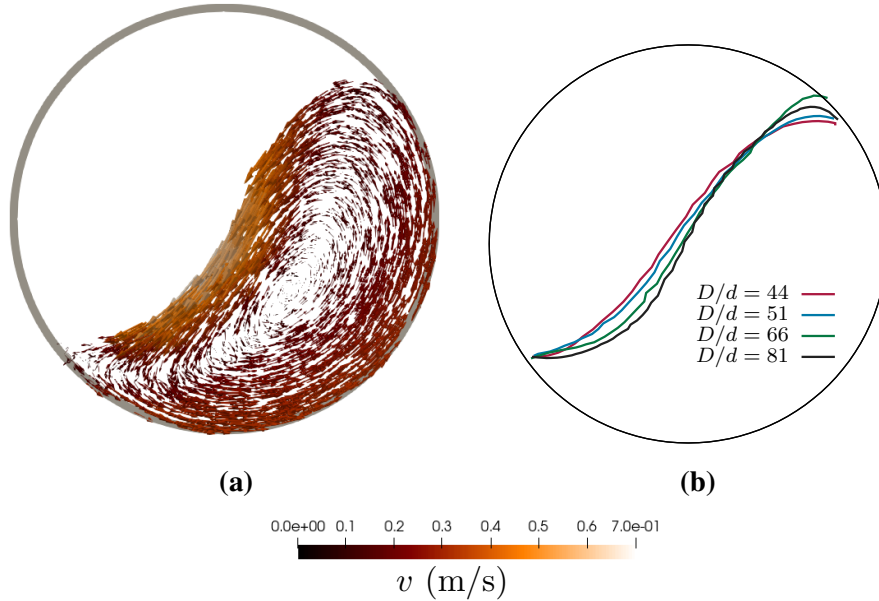 D/d = 44
D/d = 51
D/d = 66
D/d = 81
(a)
(b)
0.0e+00 0.1 0.2 0.3 0.4 0.5 0.6 7.0e-01
v (m/s)